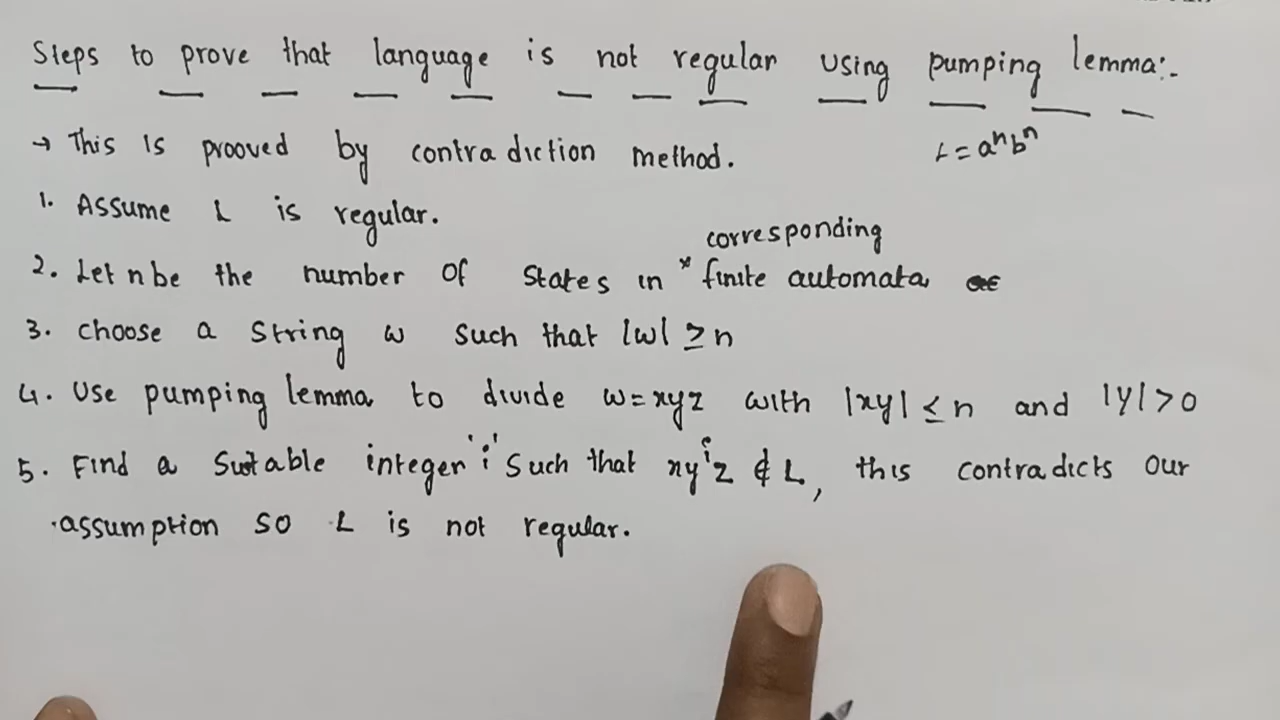 Steps to prove that language is not regular using pumping lemma:-
→ This is prooved by contradiction method.
L = aⁿbⁿ
1. Assume L is regular.
corresponding
2. Let n be the number of states in * finite automata
3. choose a string w such that |w| ≥ n
4. Use pumping lemma to divide w = xyz with |xy| ≤ n and |y| > 0
5. Find a suitable integer 'i' such that xyⁱz ∉ L, this contradicts our
assumption so L is not regular.